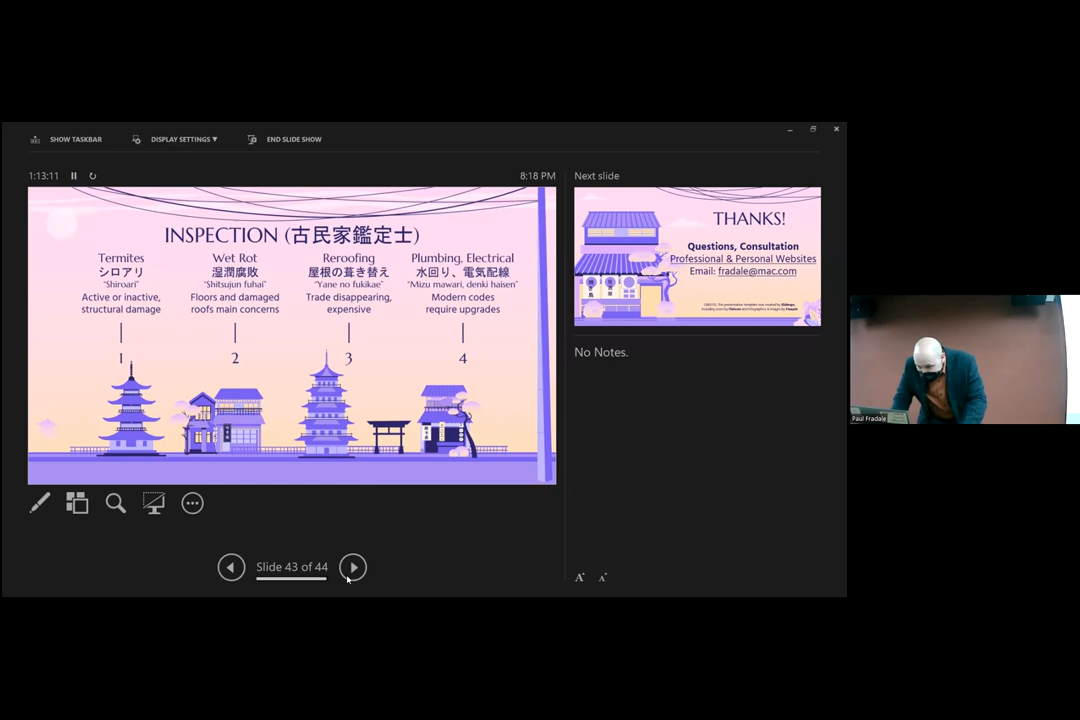 SHOW TASKBAR
DISPLAY SETTINGS ▼
END SLIDE SHOW
1:13:11
8:18 PM
Next slide
INSPECTION (古民家鑑定士)
Termites
シロアリ
"Shiroari"
Active or inactive,
structural damage
1
Wet Rot
湿潤腐敗
"Shitsujun fuhai"
Floors and damaged
roofs main concerns
2
Reroofing
屋根の葺き替え
"Yane no fukikae"
Trade disappearing,
expensive
3
Plumbing, Electrical
水回り、電気配線
"Mizu mawari, denki haisen"
Modern codes
require upgrades
4
THANKS!
Questions, Consultation
Professional & Personal Websites
Email: fradale@mac.com
No Notes.
Paul Fradale
Slide 43 of 44
A A